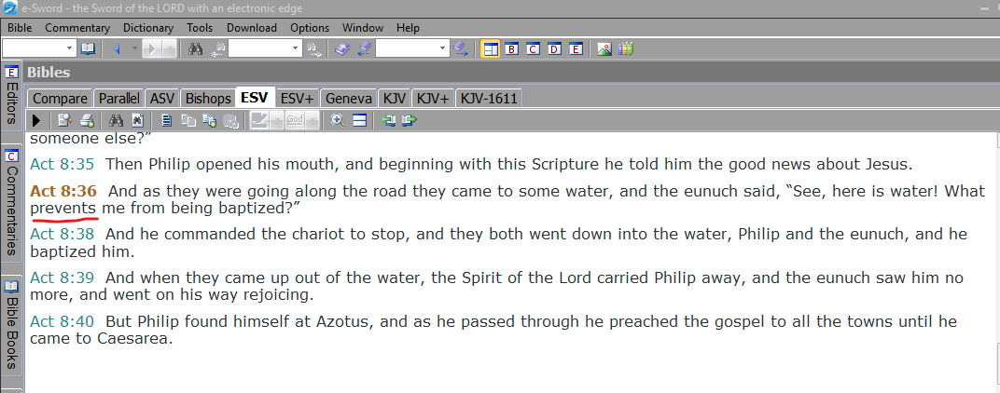 e-Sword - the Sword of the LORD with an electronic edge
Bible Commentary Dictionary Tools Download Options Window Help
B C D E
E Editors
C Commentaries
Bible Books
Bibles
Compare Parallel ASV Bishops ESV ESV+ Geneva KJV KJV+ KJV-1611
God
someone else?”
Act 8:35 Then Philip opened his mouth, and beginning with this Scripture he told him the good news about Jesus.
Act 8:36 And as they were going along the road they came to some water, and the eunuch said, “See, here is water! What
prevents me from being baptized?”
Act 8:38 And he commanded the chariot to stop, and they both went down into the water, Philip and the eunuch, and he
baptized him.
Act 8:39 And when they came up out of the water, the Spirit of the Lord carried Philip away, and the eunuch saw him no
more, and went on his way rejoicing.
Act 8:40 But Philip found himself at Azotus, and as he passed through he preached the gospel to all the towns until he
came to Caesarea.